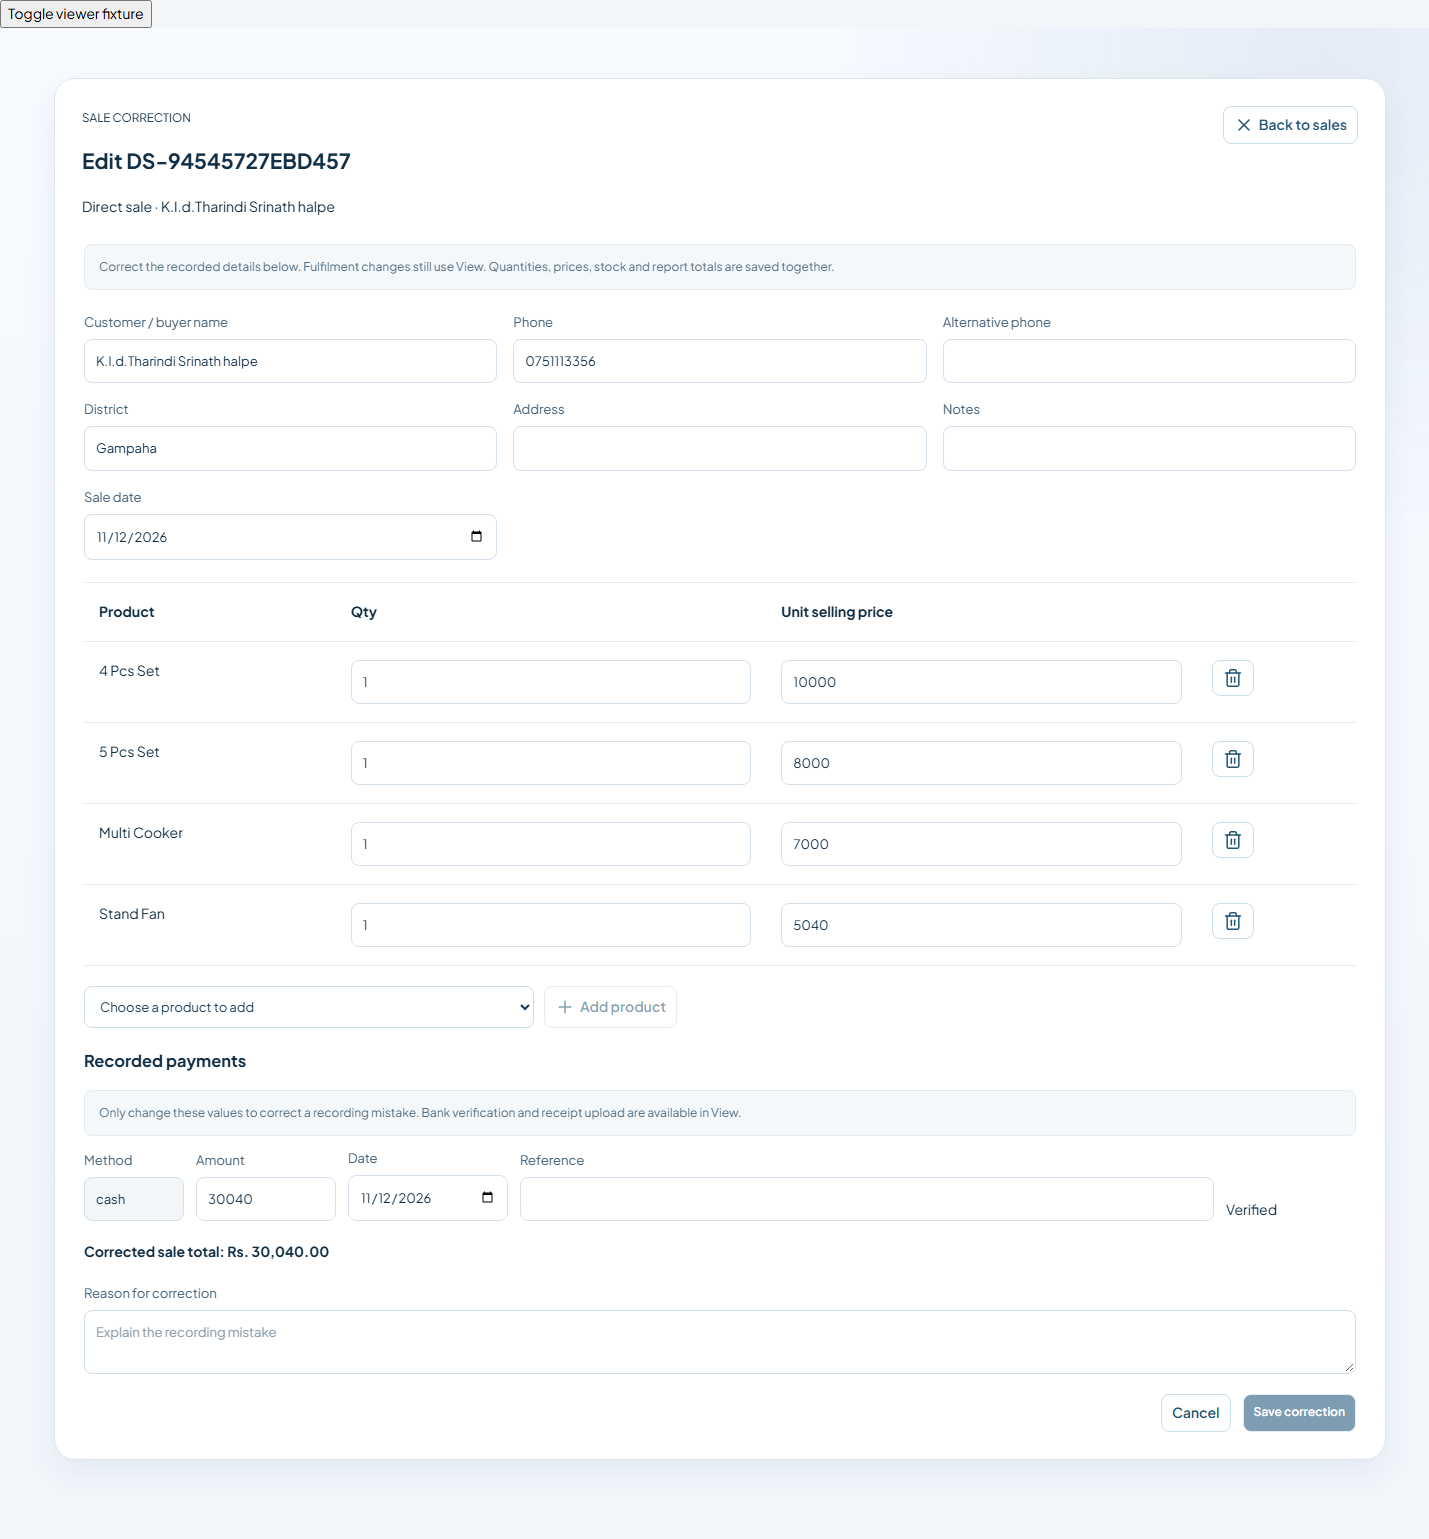 Toggle viewer fixture
SALE CORRECTION
Back to sales
Edit DS-94545727EBD457
Direct sale · K.I.d.Tharindi Srinath halpe
Correct the recorded details below. Fulfilment changes still use View. Quantities, prices, stock and report totals are saved together.
Customer / buyer name Phone Alternative phone
K.I.d.Tharindi Srinath halpe 0751113356
District Address Notes
Gampaha
Sale date
11/12/2026
Product Qty Unit selling price
4 Pcs Set 1 10000
5 Pcs Set 1 8000
Multi Cooker 1 7000
Stand Fan 1 5040
Choose a product to add Add product
Recorded payments
Only change these values to correct a recording mistake. Bank verification and receipt upload are available in View.
Method Amount Date Reference
cash 30040 11/12/2026 Verified
Corrected sale total: Rs. 30,040.00
Reason for correction
Explain the recording mistake
Cancel Save correction